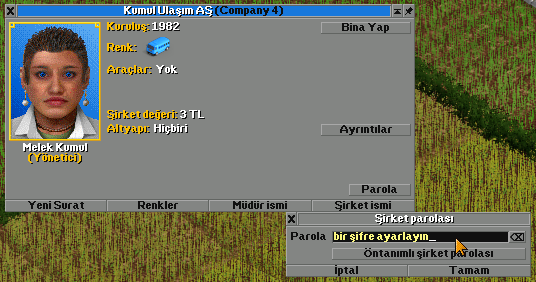 Kumul Ulaşım AŞ (Company 4)
Kuruluş: 1982
Bina Yap
Renk:
Araçlar: Yok
Şirket değeri: 3 TL
Altyapı: Hiçbiri
Ayrıntılar
Melek Kumul
(Yönetici)
Parola
Yeni Surat
Renkler
Müdür ismi
Şirket ismi
Şirket parolası
Parola
bir şifre ayarlayın_
Öntanımlı şirket parolası
İptal
Tamam